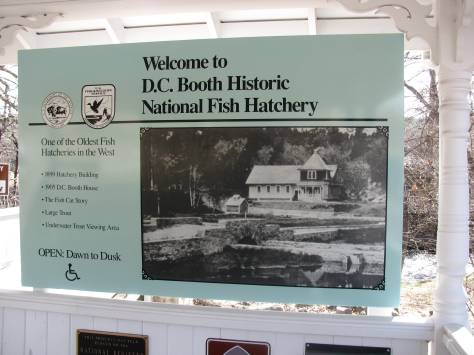 Welcome to
D.C. Booth Historic
National Fish Hatchery
One of the Oldest Fish
Hatcheries in the West
• 1899 Hatchery Building
• 1905 D.C. Booth House
• The Fish Car Story
• Large Trout
• Underwater Trout Viewing Area
OPEN: Dawn to Dusk
NATIONAL REGISTER